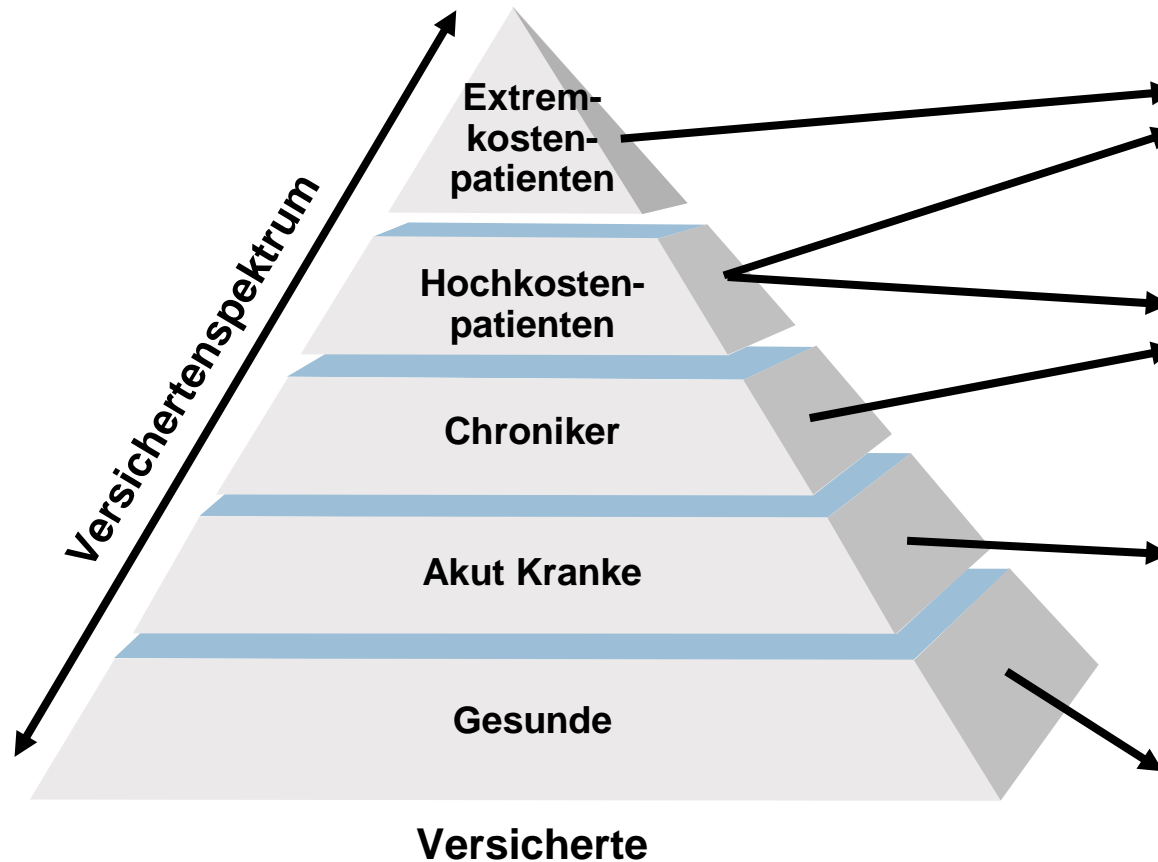 Extrem-
kosten-
patienten
Versichertenspektrum
Hochkosten-
patienten
Chroniker
Akut Kranke
Gesunde
Versicherte